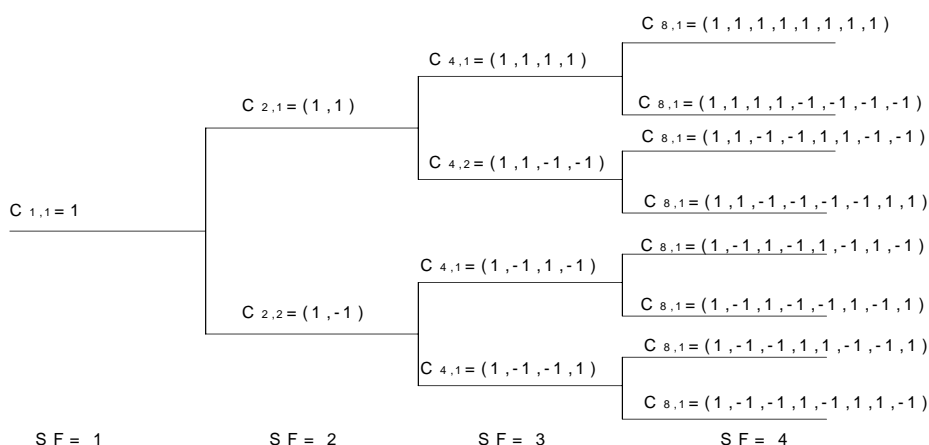 C 8,1=(1,1,1,1,1,1,1,1)
C 4,1=(1,1,1,1)
C 8,1=(1,1,1,1,-1,-1,-1,-1)
C 2,1=(1,1)
C 8,1=(1,1,-1,-1,1,1,-1,-1)
C 4,2=(1,1,-1,-1)
C 8,1=(1,1,-1,-1,-1,-1,1,1)
C 1,1=1
C 8,1=(1,-1,1,-1,1,-1,1,-1)
C 4,1=(1,-1,1,-1)
C 8,1=(1,-1,1,-1,-1,1,-1,1)
C 2,2=(1,-1)
C 8,1=(1,-1,-1,1,1,-1,-1,1)
C 4,1=(1,-1,-1,1)
C 8,1=(1,-1,-1,1,-1,1,1,-1)
SF= 1 SF= 2 SF= 3 SF= 4